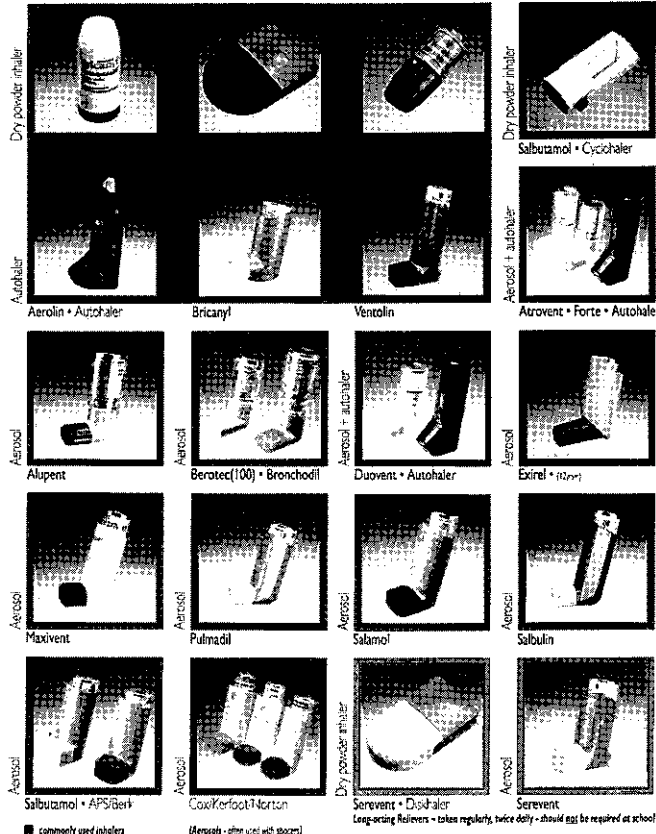 Dry powder inhaler
Dry powder inhaler
Salbutamol • Cyclohaler
Autohaler
Aerolin • Autohaler
Bricanyl
Ventolin
Aerosol + autohaler
Atrovent • Forte • Autohale
Aerosol
Alupent
Aerosol
Berotec(100) • Bronchodil
Aerosol + autohaler
Duovent • Autohaler
Aerosol
Exirel •
Aerosol
Maxivent
Aerosol
Pulmadil
Aerosol
Salamol
Aerosol
Salbulin
Aerosol
Salbutamol • APS/Berk
Aerosol
Cox/Kerfoot/Norton
Dry powder inhaler
Serevent • Diskhaler
Aerosol
Serevent
Long-acting Relievers – taken regularly, twice daily - should not be required at school
commonly used inhalers
(Aerosols - often used with spacers)